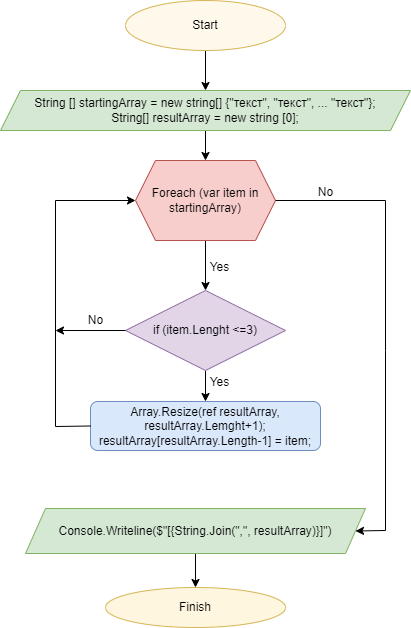 Start
String [] startingArray = new string[] {"текст", "текст", ... "текст"};
String[] resultArray = new string [0];
Foreach (var item in
startingArray)
No
Yes
if (item.Lenght <=3)
No
Yes
Array.Resize(ref resultArray,
resultArray.Lemght+1);
resultArray[resultArray.Length-1] = item;
Console.Writeline($"[{String.Join(",", resultArray)}]")
Finish